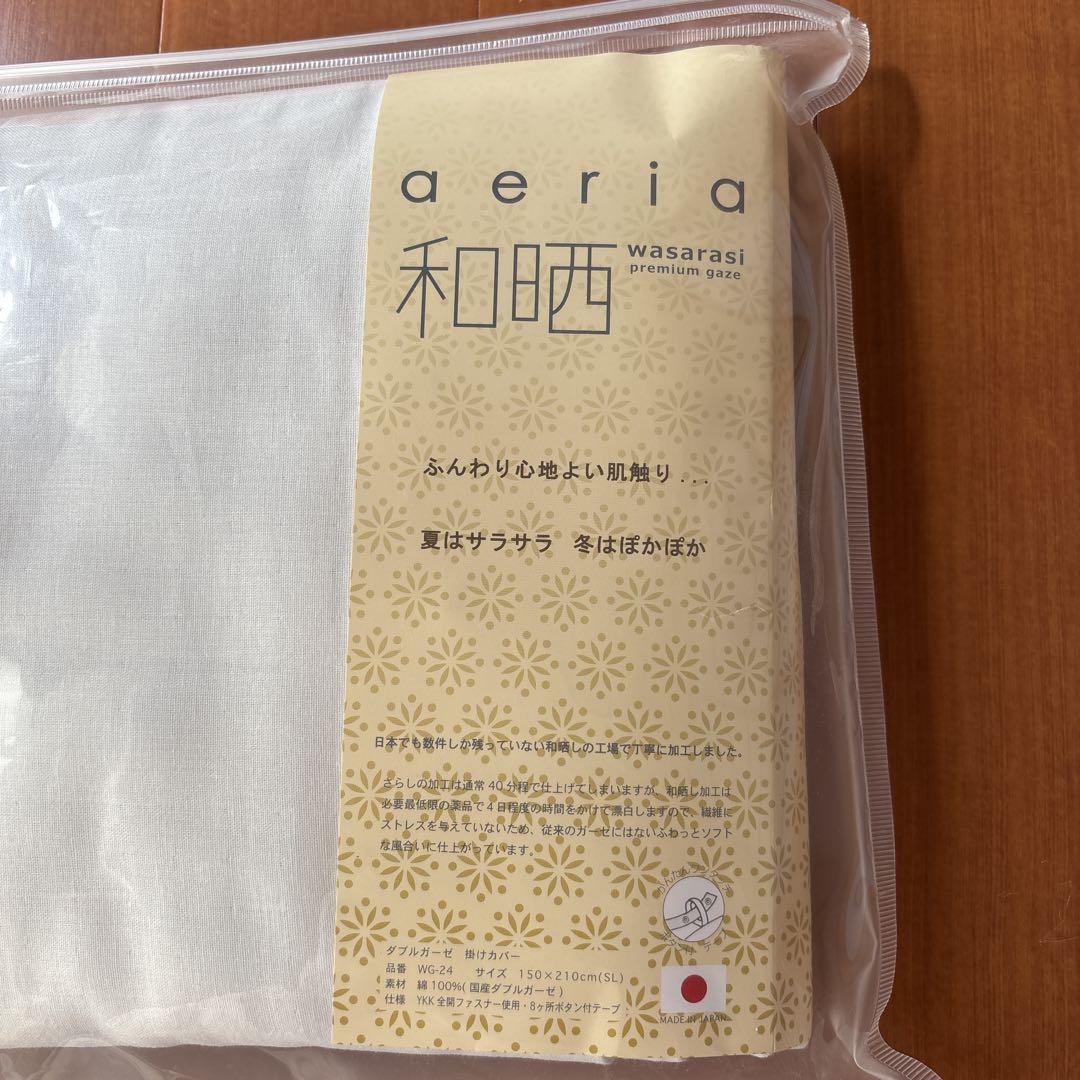 aeria
和晒
wasarasi
premium gaze
ふんわり心地よい肌触り...
夏はサラサラ 冬はぽかぽか
日本でも数件しか残っていない和晒しの工場で丁寧に加工しました。
さらしの加工は通常40分程で仕上げてしまいますが、和晒し加工は
必要最低限の薬品で4日程度の時間をかけて漂白しますので、繊維に
ストレスを与えていないため、従来のガーゼにはないふわっとソフト
な風合いに仕上がっています。
ダブルガーゼ 掛けカバー
品番 WG-24 サイズ 150×210cm(SL)
素材 綿100%(国産ダブルガーゼ)
仕様 YKK全開ファスナー使用・8ヶ所ボタン付テープ
MADE IN JAPAN